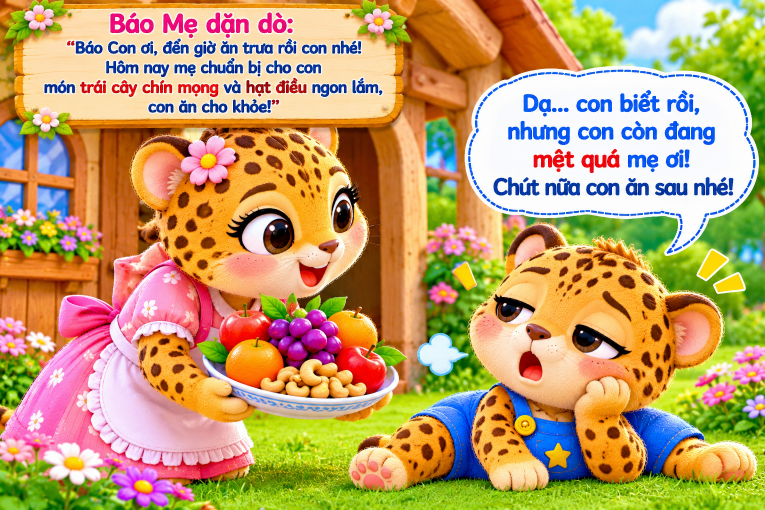 Báo Mẹ dặn dò:
“Báo Con ơi, đến giờ ăn trưa rồi con nhé!
Hôm nay mẹ chuẩn bị cho con
món trái cây chín mọng và hạt điều ngon lắm,
con ăn cho khỏe!”
Dạ... con biết rồi,
nhưng con còn đang
mệt quá mẹ ơi!
Chút nữa con ăn sau nhé!